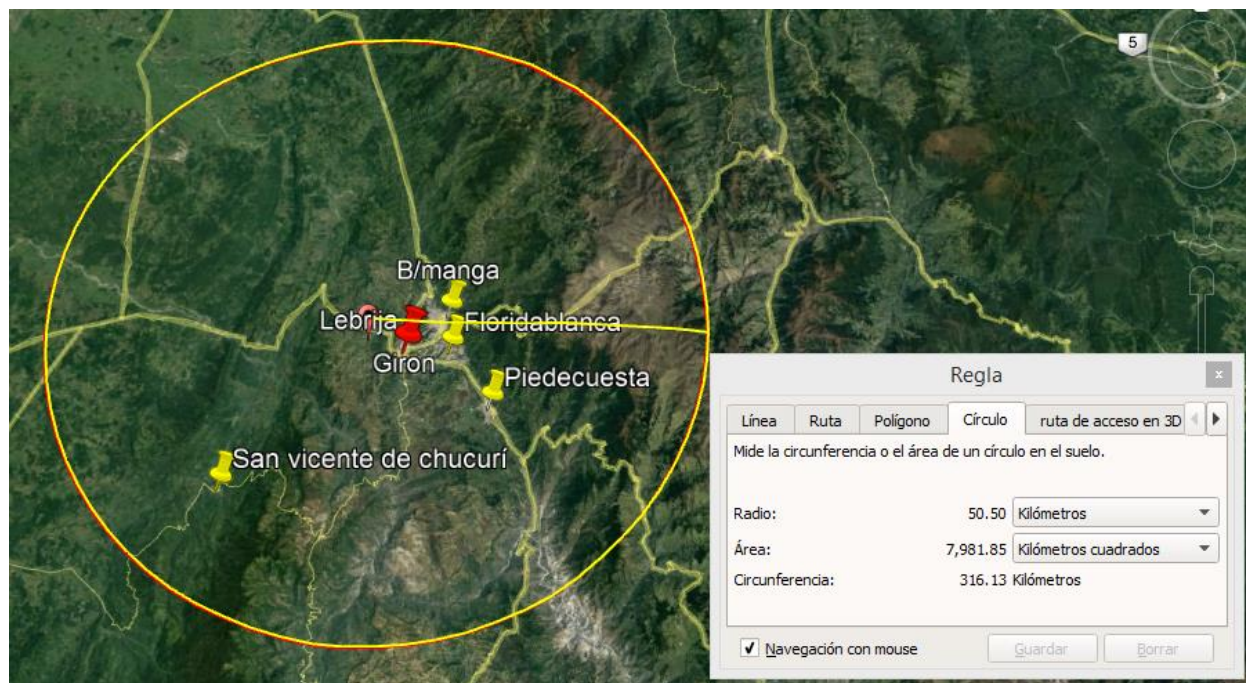 5
B/manga
Lebrija
Floridablanca
Giron
Piedecuesta
San vicente de chucurí
Regla
x
Línea Ruta Polígono Círculo ruta de acceso en 3D
Mide la circunferencia o el área de un círculo en el suelo.
Radio: 50.50 Kilómetros
Área: 7,981.85 Kilómetros cuadrados
Circunferencia: 316.13 Kilómetros
Navegación con mouse Guardar Borrar